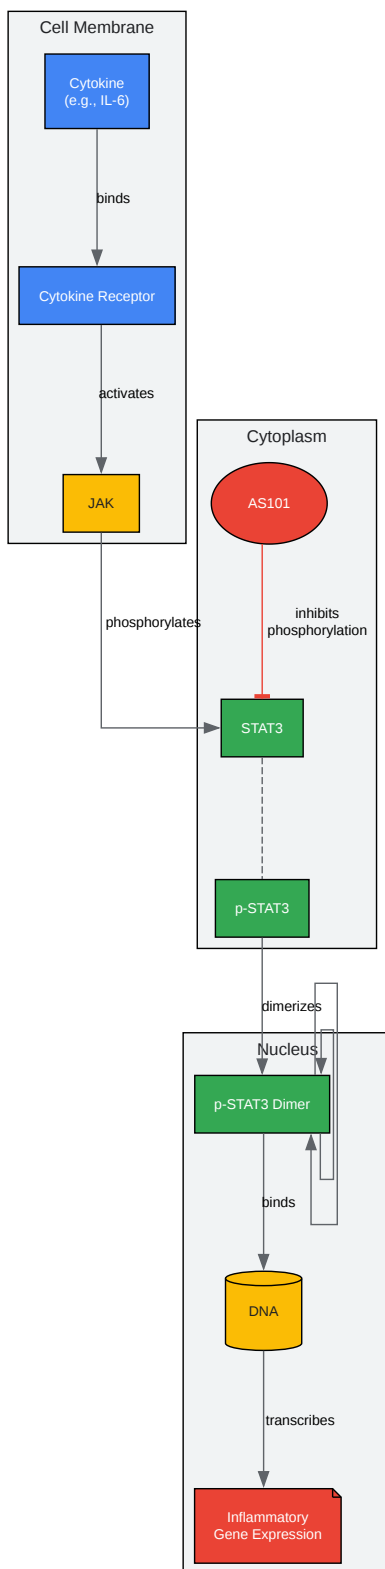 Cell Membrane
Cytokine
(e.g., IL-6)
binds
Cytokine Receptor
activates
JAK
phosphorylates
Cytoplasm
AS101
inhibits
phosphorylation
STAT3
p-STAT3
dimerizes
Nucleus
p-STAT3 Dimer
binds
DNA
transcribes
Inflammatory
Gene Expression